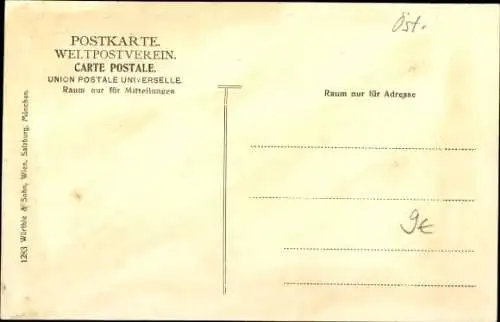 Öst.
POSTKARTE.
WELTPOSTVEREIN.
CARTE POSTALE.
UNION POSTALE UNIVERSELLE.
Raum nur für Mitteilungen
Raum nur für Adresse
9€
1283 Würthle & Sohn, Wien, Salzburg, München.